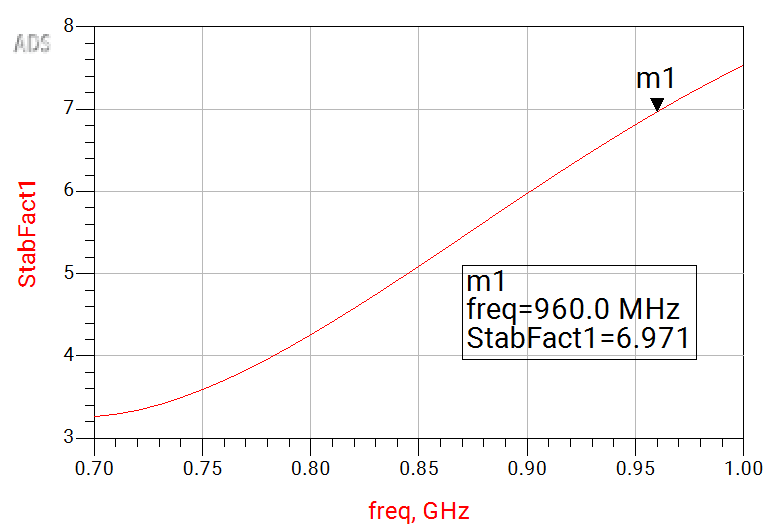 ADS
8
7
6
5
4
3
StabFact1
m1
m1
freq=960.0 MHz
StabFact1=6.971
0.70 0.75 0.80 0.85 0.90 0.95 1.00
freq, GHz